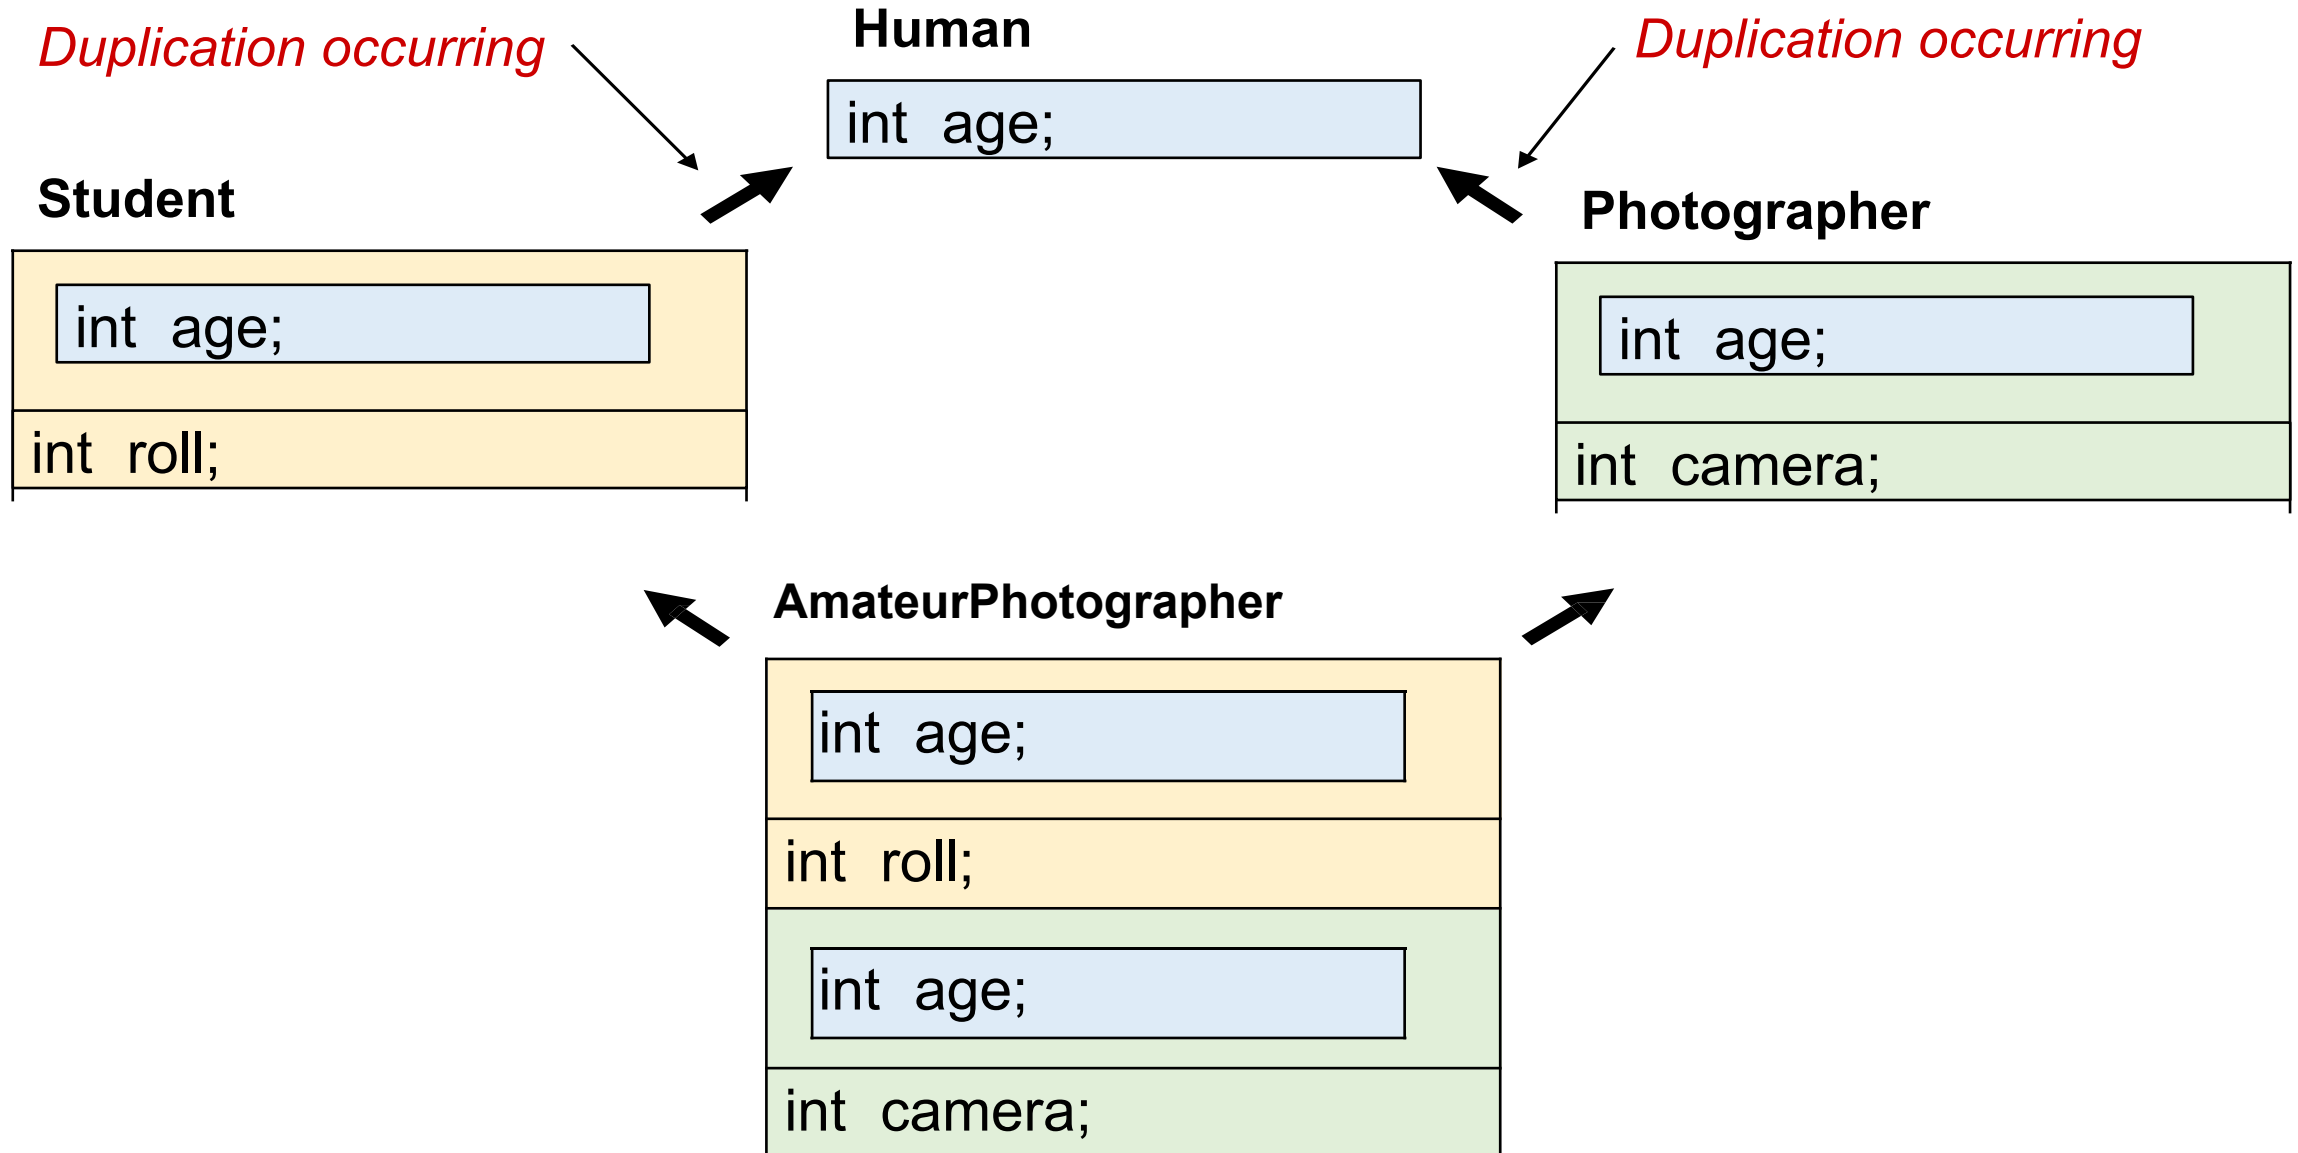 Duplication occurring
Human
Duplication occurring
int age;
Student
Photographer
int age;
int age;
int roll;
int camera;
AmateurPhotographer
int age;
int roll;
int age;
int camera;